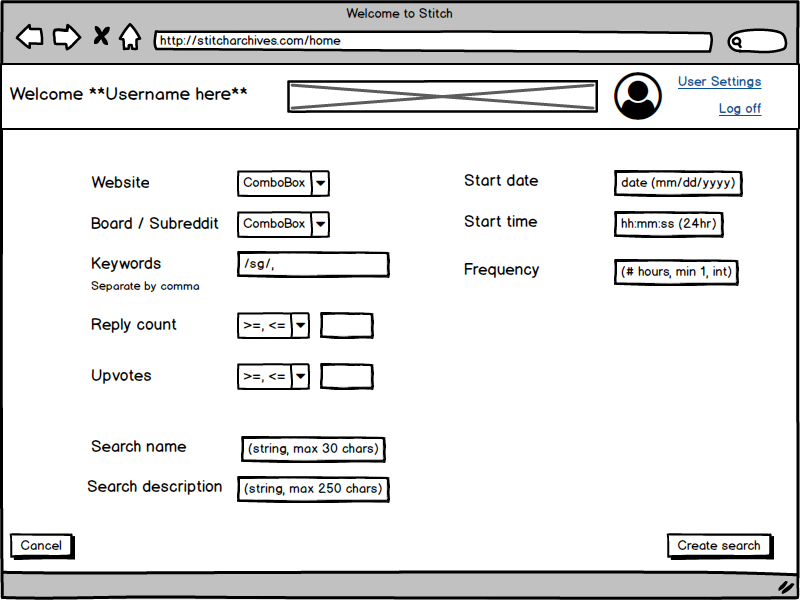 Welcome to Stitch
http://stitcharchives.com/home
Welcome **Username here**
User Settings
Log off
Website
ComboBox
Start date
date (mm/dd/yyyy)
Board / Subreddit
ComboBox
Start time
hh:mm:ss (24hr)
Keywords
/sg/,
Separate by comma
Frequency
(# hours, min 1, int)
Reply count
>=, <=
Upvotes
>=, <=
Search name
(string, max 30 chars)
Search description
(string, max 250 chars)
Cancel
Create search